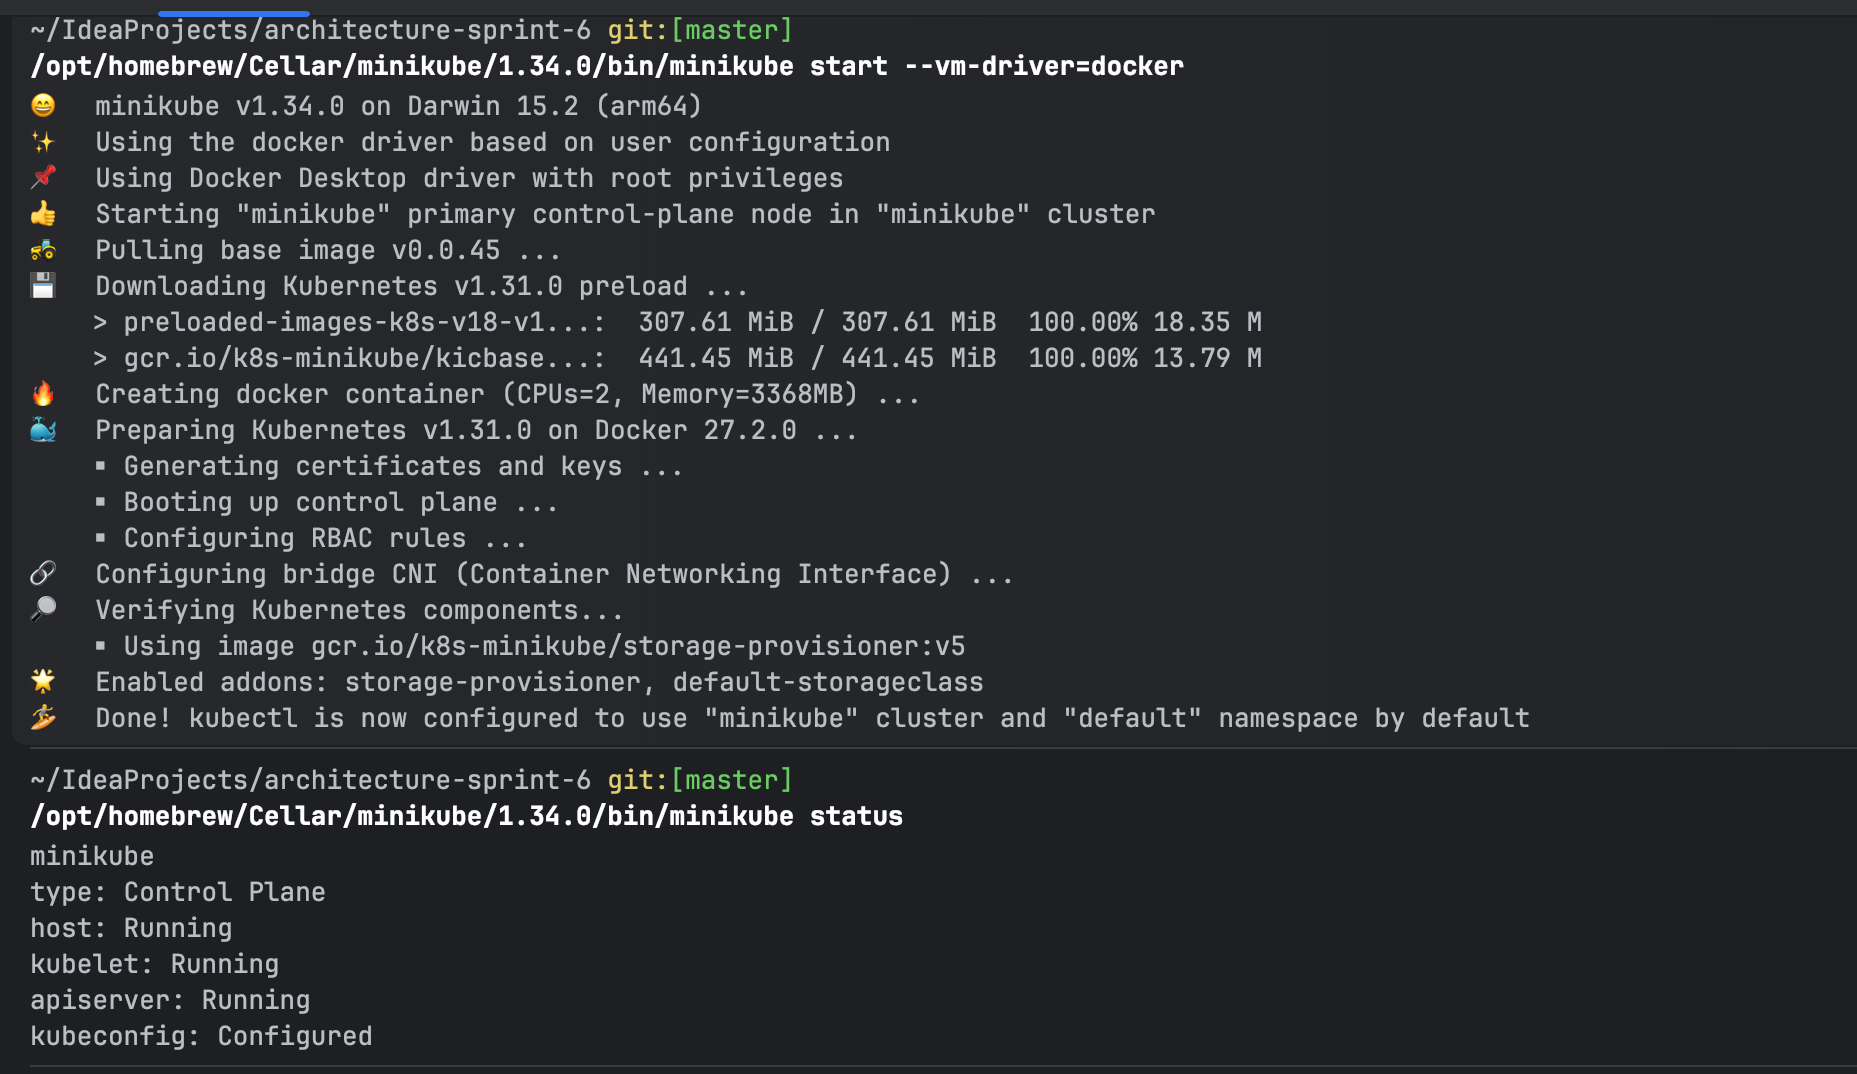 ~/IdeaProjects/architecture-sprint-6 git:[master]
/opt/homebrew/Cellar/minikube/1.34.0/bin/minikube start --vm-driver=docker
😄 minikube v1.34.0 on Darwin 15.2 (arm64)
✨ Using the docker driver based on user configuration
📌 Using Docker Desktop driver with root privileges
👍 Starting "minikube" primary control-plane node in "minikube" cluster
🚜 Pulling base image v0.0.45 ...
💾 Downloading Kubernetes v1.31.0 preload ...
> preloaded-images-k8s-v18-v1...: 307.61 MiB / 307.61 MiB 100.00% 18.35 M
> gcr.io/k8s-minikube/kicbase...: 441.45 MiB / 441.45 MiB 100.00% 13.79 M
🔥 Creating docker container (CPUs=2, Memory=3368MB) ...
🐳 Preparing Kubernetes v1.31.0 on Docker 27.2.0 ...
▪ Generating certificates and keys ...
▪ Booting up control plane ...
▪ Configuring RBAC rules ...
🔗 Configuring bridge CNI (Container Networking Interface) ...
🔎 Verifying Kubernetes components...
▪ Using image gcr.io/k8s-minikube/storage-provisioner:v5
🌟 Enabled addons: storage-provisioner, default-storageclass
🏄 Done! kubectl is now configured to use "minikube" cluster and "default" namespace by default
~/IdeaProjects/architecture-sprint-6 git:[master]
/opt/homebrew/Cellar/minikube/1.34.0/bin/minikube status
minikube
type: Control Plane
host: Running
kubelet: Running
apiserver: Running
kubeconfig: Configured